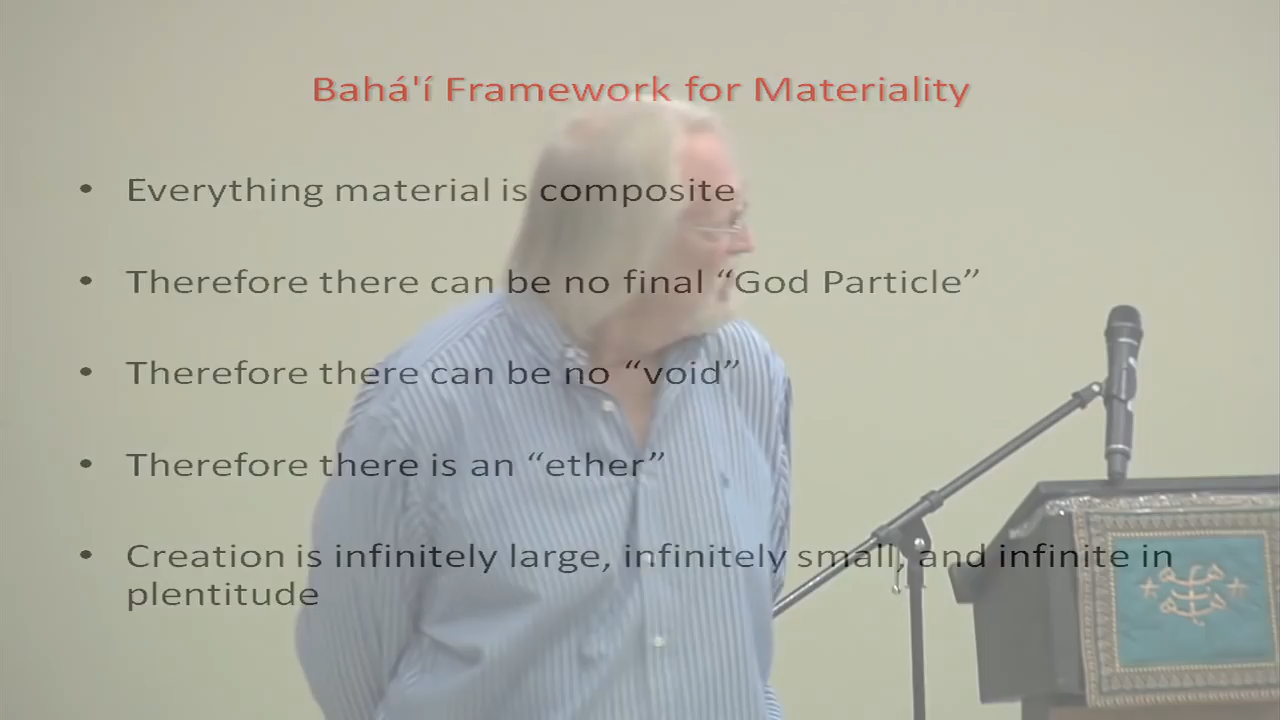 Bahá'í Framework for Materiality
• Everything material is composite
• Therefore there can be no final “God Particle”
• Therefore there can be no “void”
• Therefore there is an “ether”
• Creation is infinitely large, infinitely small, and infinite in
plentitude